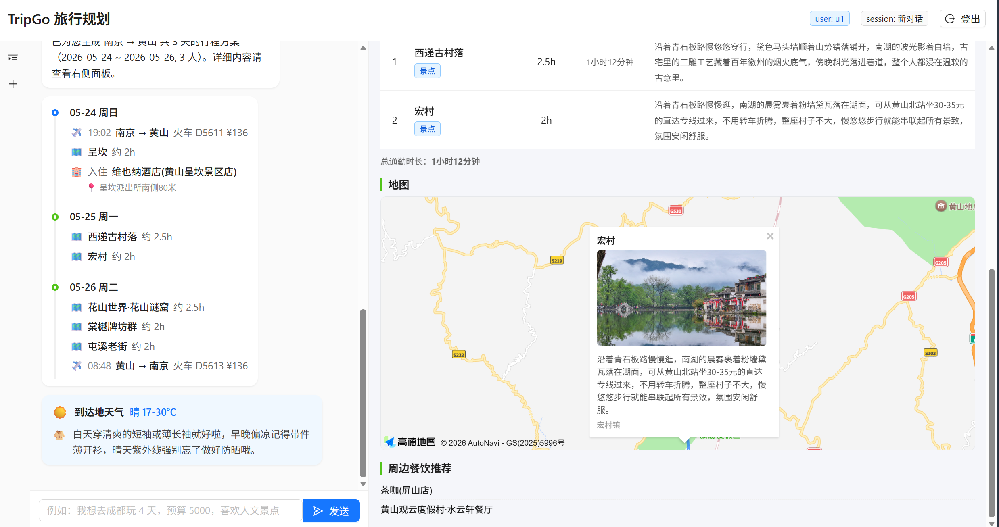 TripGo 旅行规划
user: u1
session: 新对话
登出
已为您生成 南京 → 黄山 共 3 天的行程方案
（2026-05-24 ~ 2026-05-26, 3 人）。详细内容请
查看右侧面板。
05-24 周日
19:02 南京 → 黄山 火车 D5611 ¥136
呈坎 约 2h
入住 维也纳酒店(黄山呈坎景区店)
呈坎派出所南侧80米
05-25 周一
西递古村落 约 2.5h
宏村 约 2h
05-26 周二
花山世界·花山谜窟 约 2.5h
棠樾牌坊群 约 2h
屯溪老街 约 2h
08:48 黄山 → 南京 火车 D5613 ¥136
到达地天气 晴 17-30°C
白天穿清爽的短袖或薄长袖就好啦，早晚偏凉记得带件
薄开衫，晴天紫外线强别忘了做好防晒哦。
例如：我想去成都玩 4 天，预算 5000，喜欢人文景点
发送
1
西递古村落
景点
2.5h
1小时12分钟
沿着青石板路慢悠悠穿行，黛色马头墙顺着山势错落铺开，南湖的波光影着白墙，古
宅里的三雕工艺藏着百年徽州的烟火底气，傍晚斜光落进巷道，整个人都浸在温软的
古意里。
2
宏村
景点
2h
—
沿着青石板路慢慢逛，南湖的晨雾裹着粉墙黛瓦落在湖面，可从黄山北站坐30-35元
的直达专线过来，不用转车折腾，整座村子不大，慢悠悠步行就能串联起所有景致，
氛围安闲舒服。
总通勤时长：1小时12分钟
地图
G530
黄山地
S219
G205
G205
S222
S103
宏村
沿着青石板路慢慢逛，南湖的晨雾裹着粉墙黛
瓦落在湖面，可从黄山北站坐30-35元的直达
专线过来，不用转车折腾，整座村子不大，慢
悠悠步行就能串联起所有景致，氛围安闲舒
服。
宏村镇
高德地图 © 2026 AutoNavi - GS(2025)5996号
周边餐饮推荐
茶咖(屏山店)
黄山观云度假村·水云轩餐厅